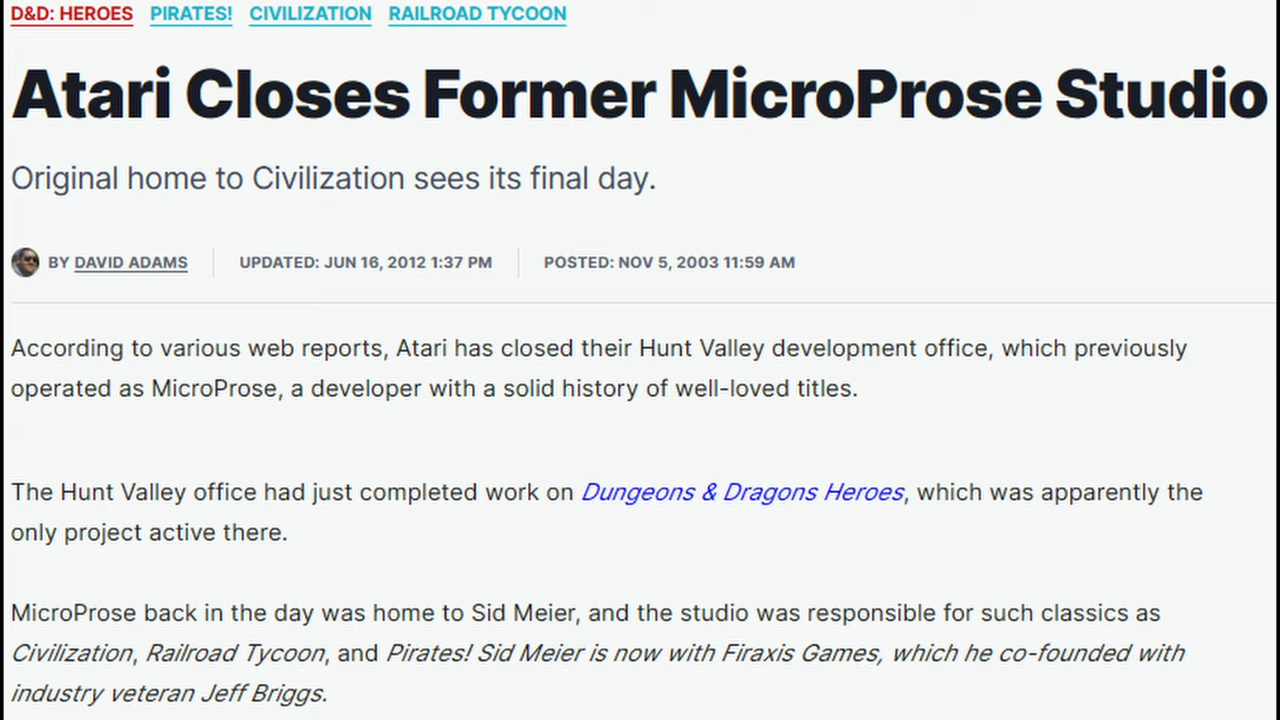 D&D: HEROES PIRATES! CIVILIZATION RAILROAD TYCOON
Atari Closes Former MicroProse Studio
Original home to Civilization sees its final day.
BY DAVID ADAMS UPDATED: JUN 16, 2012 1:37 PM POSTED: NOV 5, 2003 11:59 AM
According to various web reports, Atari has closed their Hunt Valley development office, which previously
operated as MicroProse, a developer with a solid history of well-loved titles.
The Hunt Valley office had just completed work on Dungeons & Dragons Heroes, which was apparently the
only project active there.
MicroProse back in the day was home to Sid Meier, and the studio was responsible for such classics as
Civilization, Railroad Tycoon, and Pirates! Sid Meier is now with Firaxis Games, which he co-founded with
industry veteran Jeff Briggs.